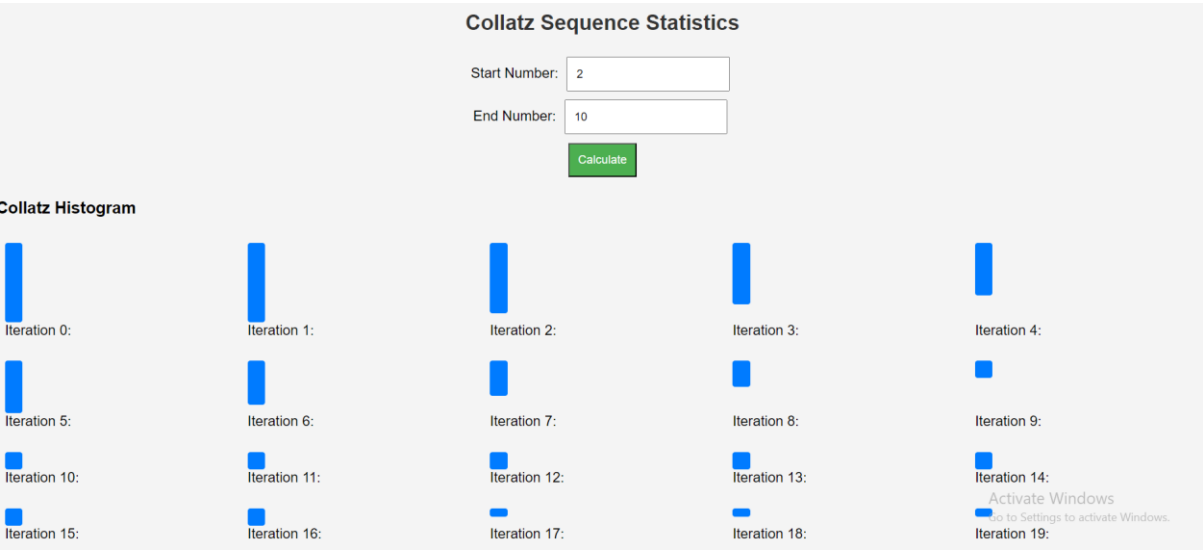 Collatz Sequence Statistics
Start Number: 2
End Number: 10
Calculate
Collatz Histogram
Iteration 0: Iteration 1: Iteration 2: Iteration 3: Iteration 4:
Iteration 5: Iteration 6: Iteration 7: Iteration 8: Iteration 9:
Iteration 10: Iteration 11: Iteration 12: Iteration 13: Iteration 14:
Activate Windows
Go to Settings to activate Windows.
Iteration 15: Iteration 16: Iteration 17: Iteration 18: Iteration 19: